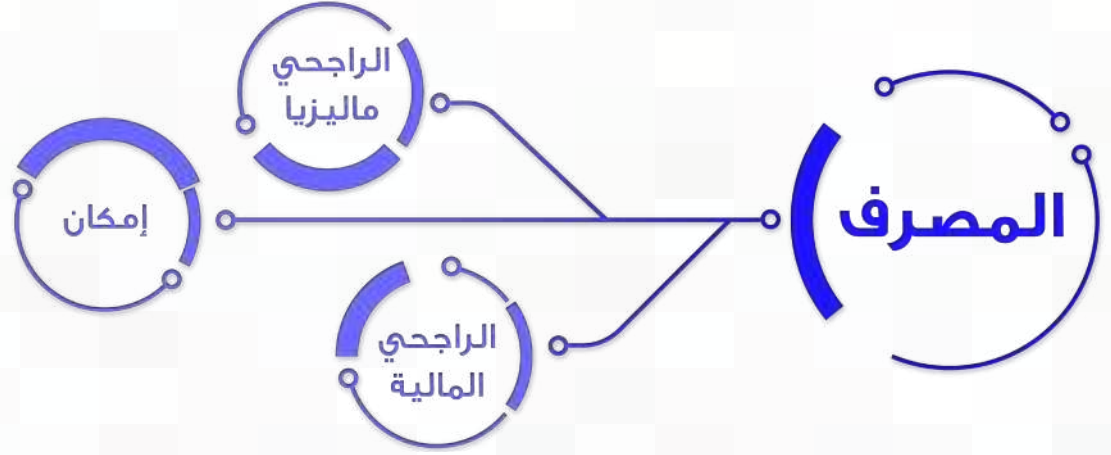 المصرف
الراجحي
ماليزيا
إمكان
الراجحي
المالية